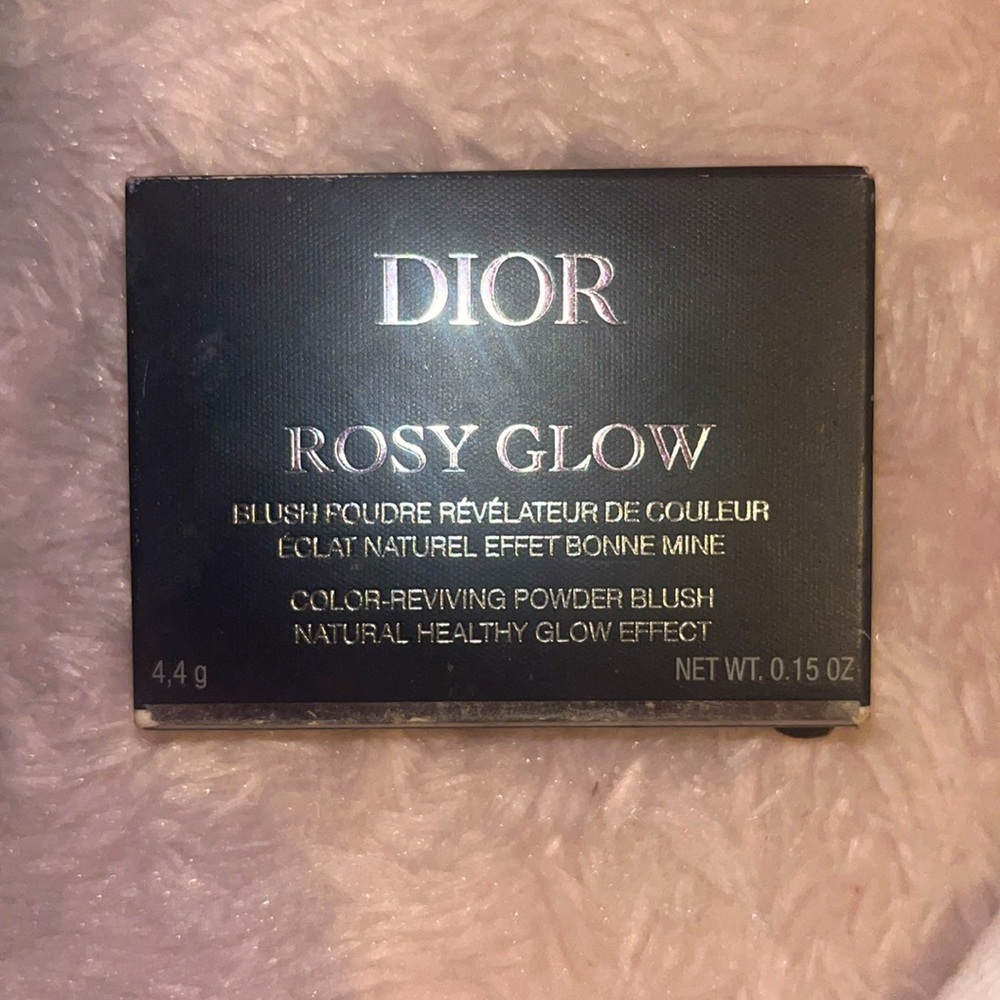 DIOR
ROSY GLOW
BLUSH POUDRE RÉVÉLATEUR DE COULEUR
ÉCLAT NATUREL EFFET BONNE MINE
COLOR-REVIVING POWDER BLUSH
NATURAL HEALTHY GLOW EFFECT
4,4 g
NET WT. 0.15 OZ